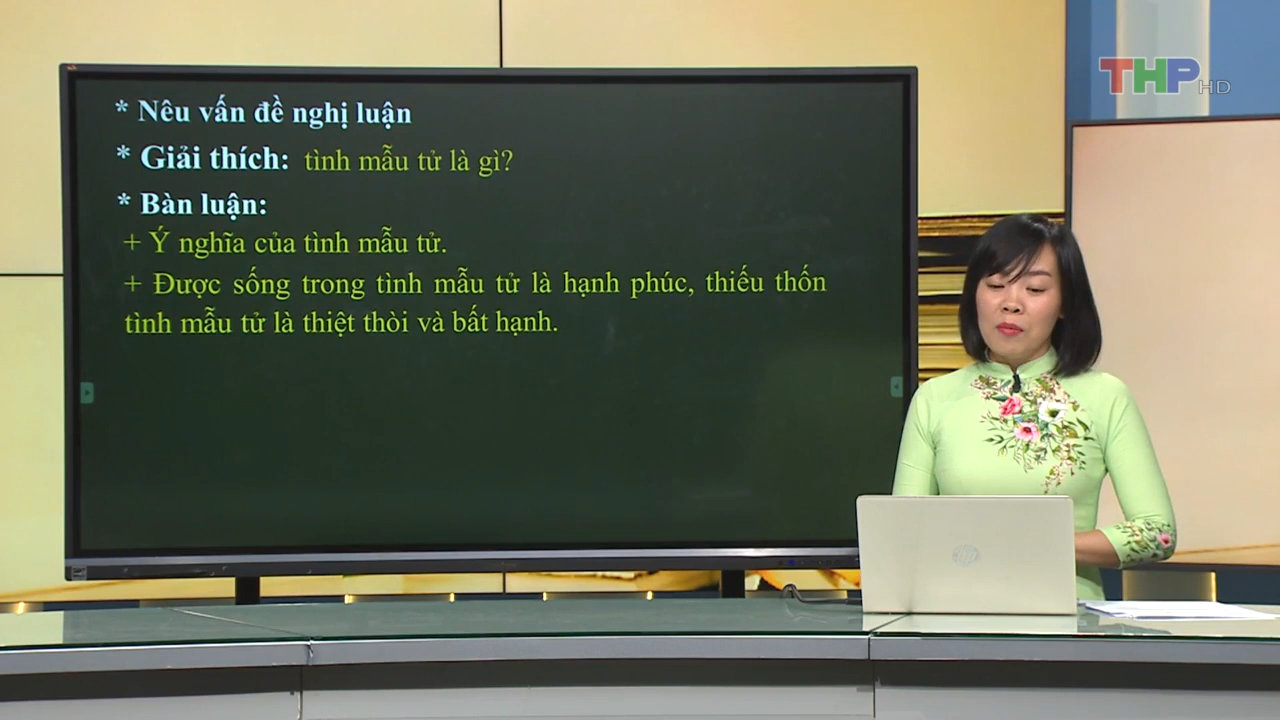 THP HD
* Nêu vấn đề nghị luận
* Giải thích: tình mẫu tử là gì?
* Bàn luận:
+ Ý nghĩa của tình mẫu tử.
+ Được sống trong tình mẫu tử là hạnh phúc, thiếu thốn
tình mẫu tử là thiệt thòi và bất hạnh.
hp